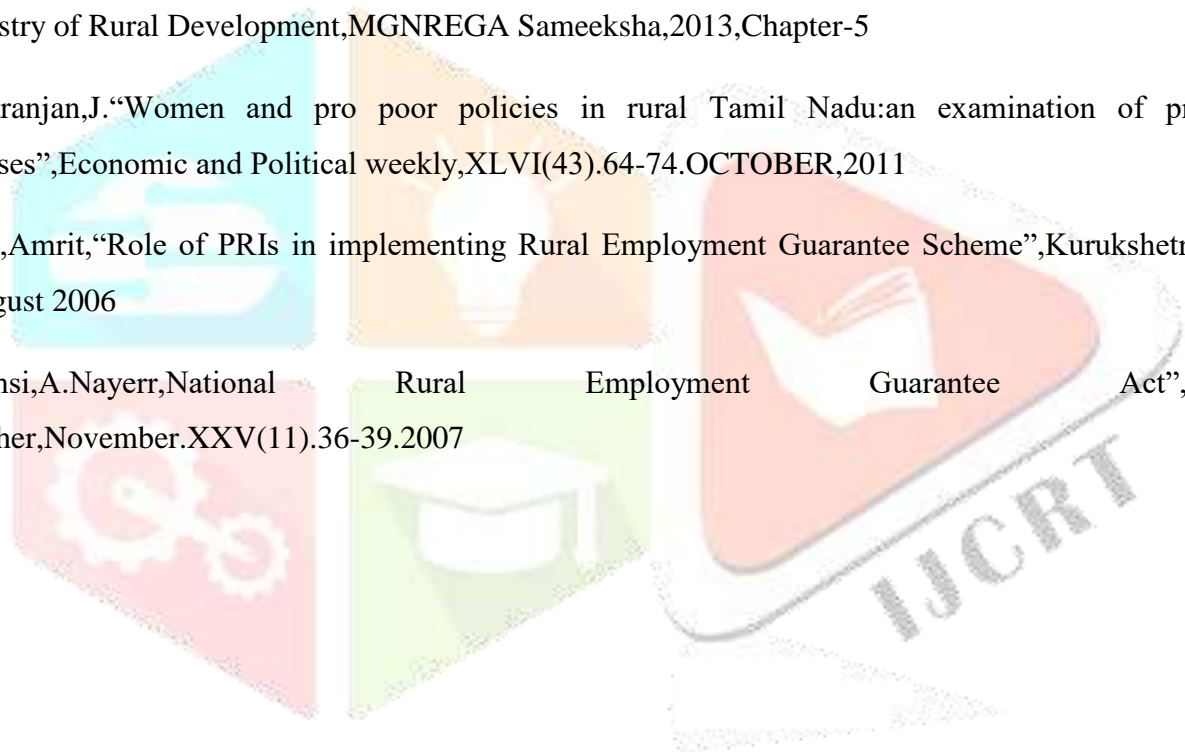 stry of Rural Development,MGNREGA Sameeksha,2013,Chapter-5
aranjan,J.“Women and pro poor policies in rural Tamil Nadu:an examination of pr
ses”,Economic and Political weekly,XLVI(43).64-74.OCTOBER,2011
,Amrit,“Role of PRIs in implementing Rural Employment Guarantee Scheme”,Kurukshetr
gust 2006
nsi,A.Nayerr,National Rural Employment Guarantee Act”,
her,November.XXV(11).36-39.2007
IJCRT